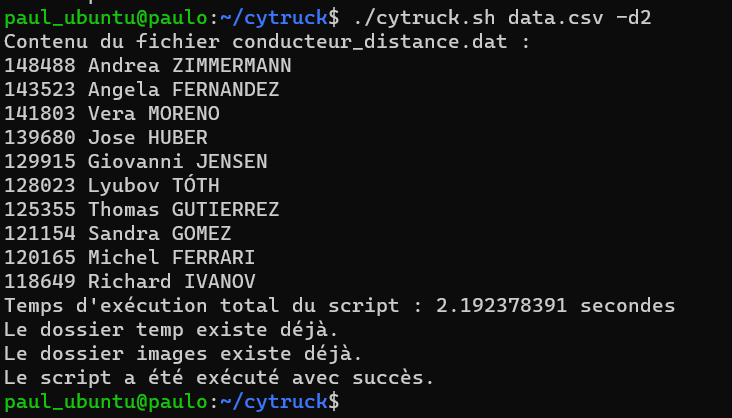 paul_ubuntu@paulo:~/cytruck$ ./cytruck.sh data.csv -d2
Contenu du fichier conducteur_distance.dat :
148488 Andrea ZIMMERMANN
143523 Angela FERNANDEZ
141803 Vera MORENO
139680 Jose HUBER
129915 Giovanni JENSEN
128023 Lyubov TÓTH
125355 Thomas GUTIERREZ
121154 Sandra GOMEZ
120165 Michel FERRARI
118649 Richard IVANOV
Temps d'exécution total du script : 2.192378391 secondes
Le dossier temp existe déjà.
Le dossier images existe déjà.
Le script a été exécuté avec succès.
paul_ubuntu@paulo:~/cytruck$